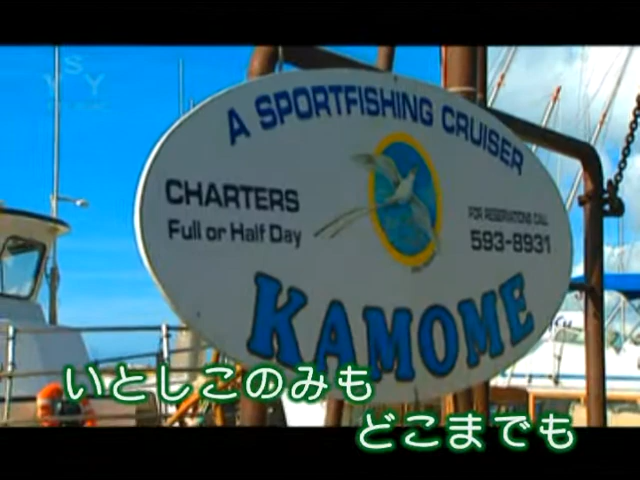 A SPORTFISHING CRUISER
CHARTERS
Full or Half Day
FOR RESERVATIONS CALL
593-8931
KAMOME
いとしこのみも
どこまでも